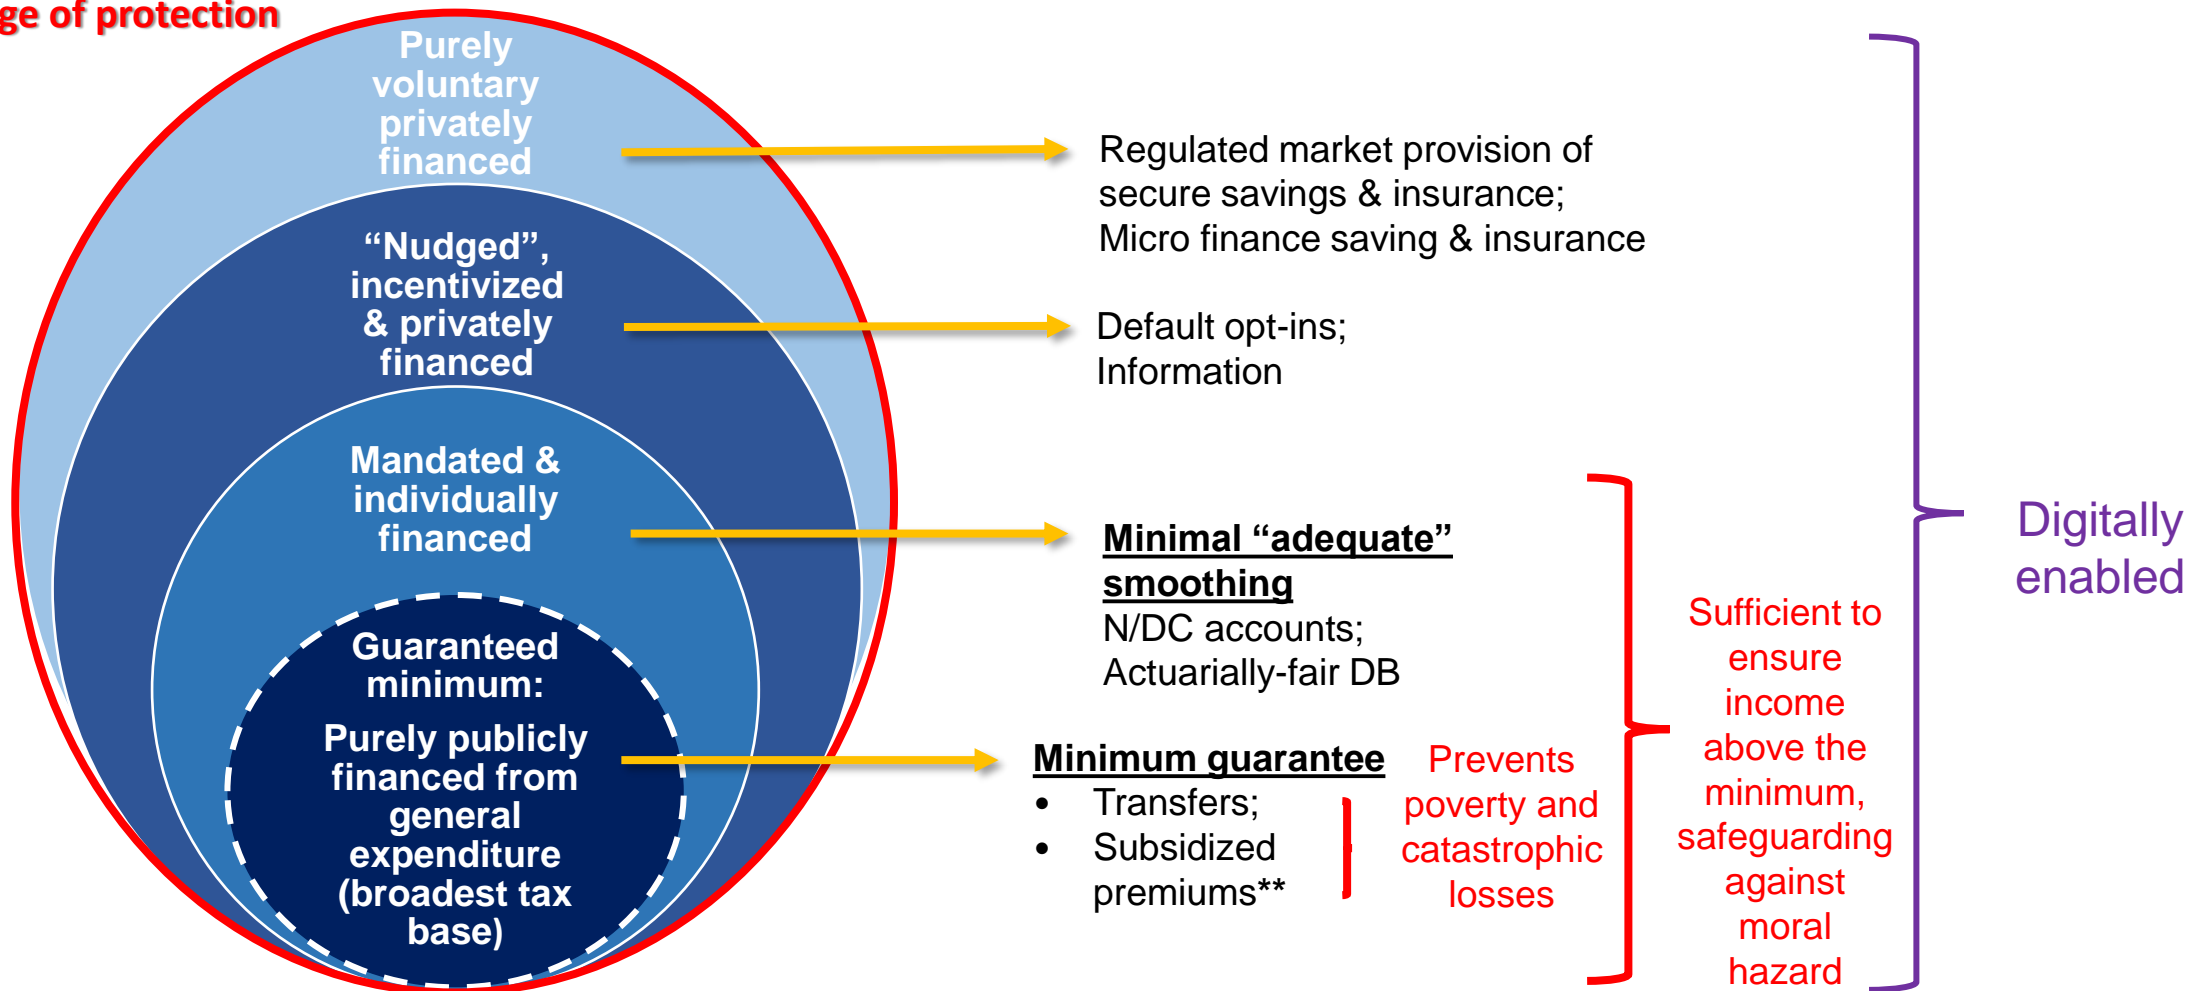 of protection
Purely
voluntary
privately
financed
“Nudged”,
incentivized
& privately
financed
Mandated &
individually
financed
Guaranteed
minimum:
Purely publicly
financed from
general
expenditure
(broadest tax
base)
Regulated market provision of
secure savings & insurance;
Micro finance saving & insurance
Default opt-ins;
Information
Minimal “adequate”
smoothing
N/DC accounts;
Actuarially-fair DB
Minimum guarantee
• Transfers;
• Subsidized
premiums**
Prevents
poverty and
catastrophic
losses
Sufficient to
ensure
income
above the
minimum,
safeguarding
against
moral
hazard
Digitally
enabled